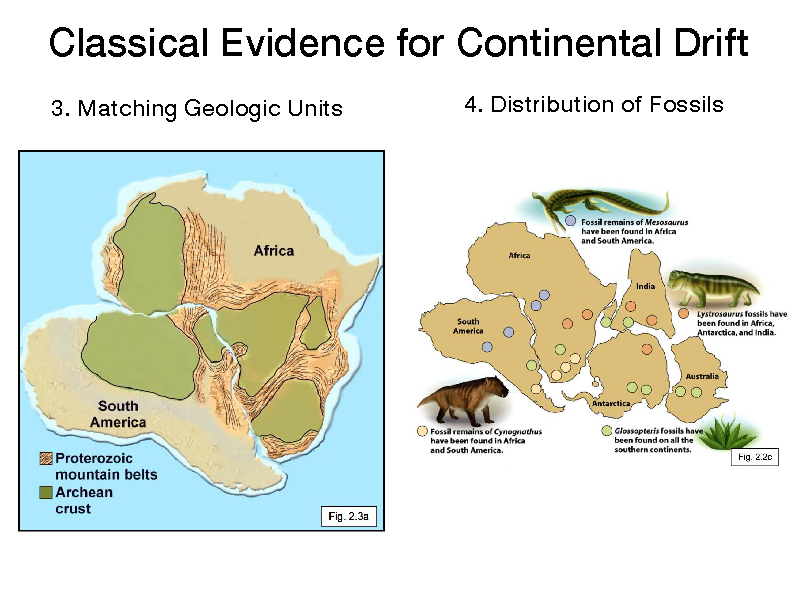 Classical Evidence for Continental Drift
3. Matching Geologic Units
4. Distribution of Fossils
Africa
South
America
Proterozoic
mountain belts
Archean
crust
Fig. 2.3a
Fossil remains of Mesosaurus
have been found in Africa
and South America.
Africa
India
South
America
Lystrosaurus fossils have
been found in Africa,
Antarctica, and India.
Australia
Antarctica
Fossil remains of Cynognathus
have been found in Africa
and South America.
Glossopteris fossils have
been found on all the
southern continents.
Fig. 2.2c